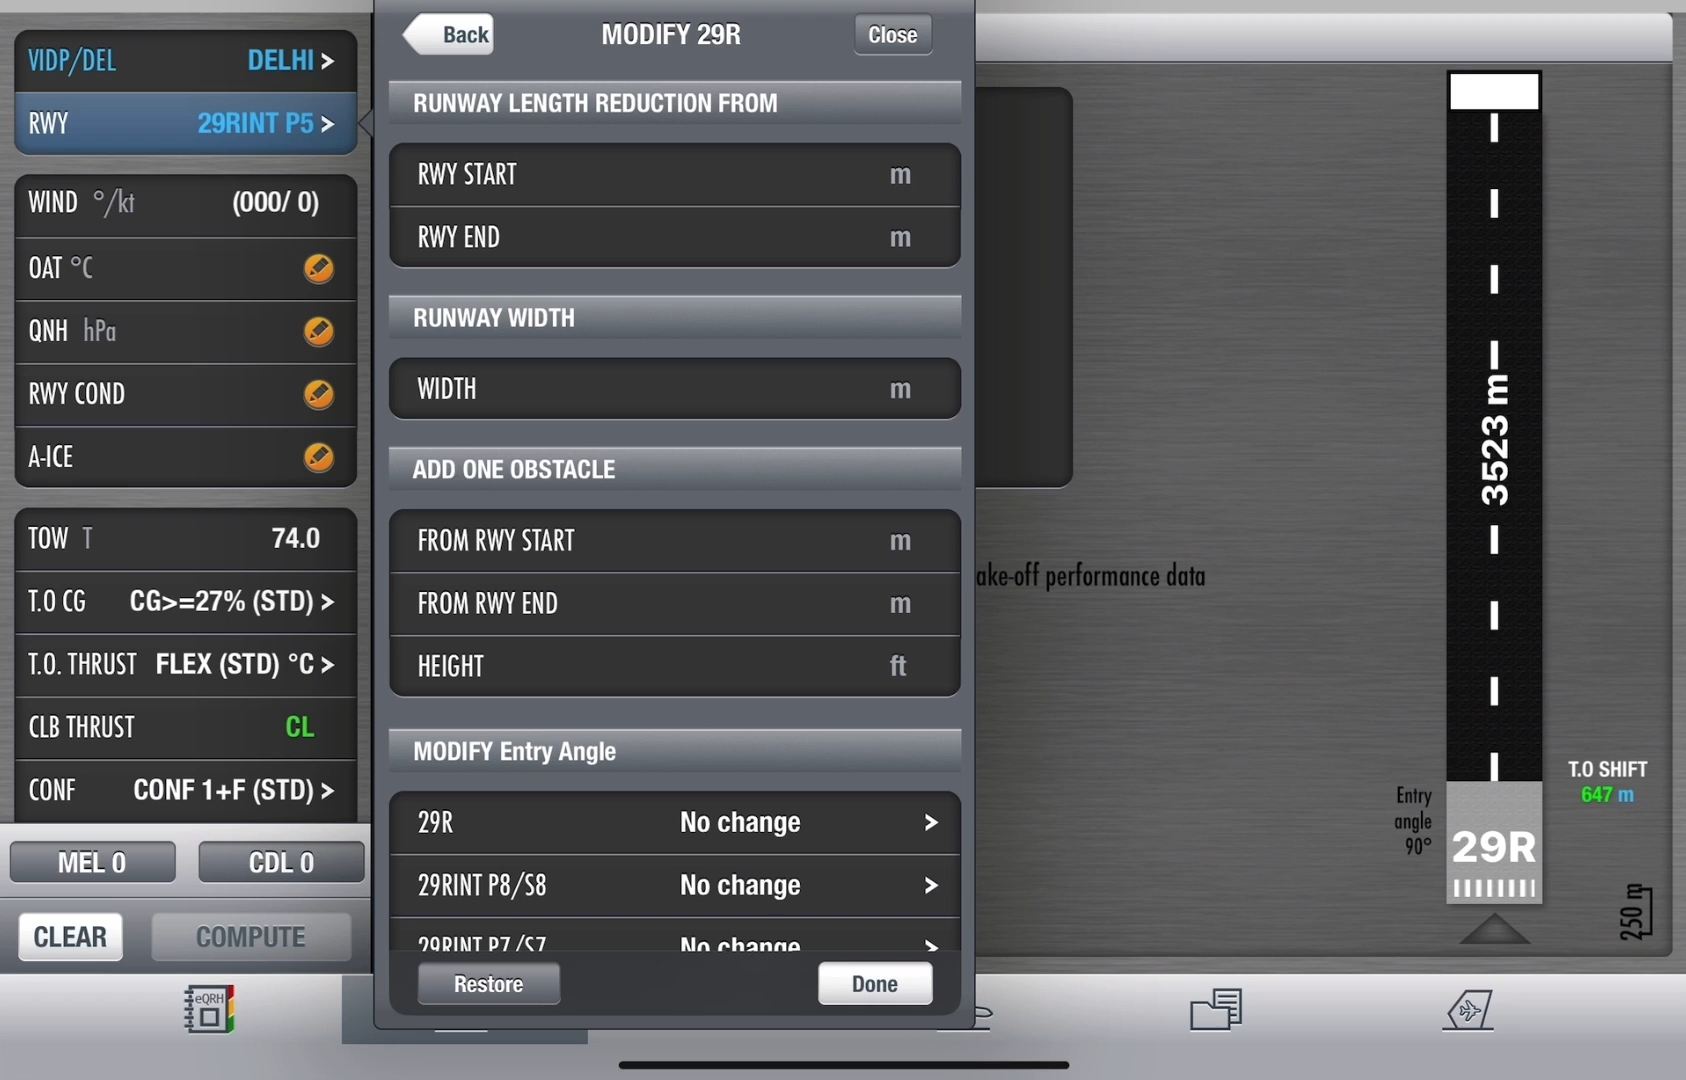 VIDP/DEL DELHI >
RWY 29RINT P5 >
WIND °/kt (000/ 0)
OAT °C
QNH hPa
RWY COND
A-ICE
TOW T 74.0
T.O CG CG>=27% (STD) >
T.O. THRUST FLEX (STD) °C >
CLB THRUST CL
CONF CONF 1+F (STD) >
MEL 0 CDL 0
CLEAR COMPUTE
eQRH
Back MODIFY 29R Close
RUNWAY LENGTH REDUCTION FROM
RWY START m
RWY END m
RUNWAY WIDTH
WIDTH m
ADD ONE OBSTACLE
FROM RWY START m
FROM RWY END m
HEIGHT ft
MODIFY Entry Angle
29R No change >
29RINT P8/S8 No change >
29RINT P7/S7 No change >
Restore Done
ake-off performance data
3523 m
T.O SHIFT
647 m
Entry
angle
90°
29R
250 m